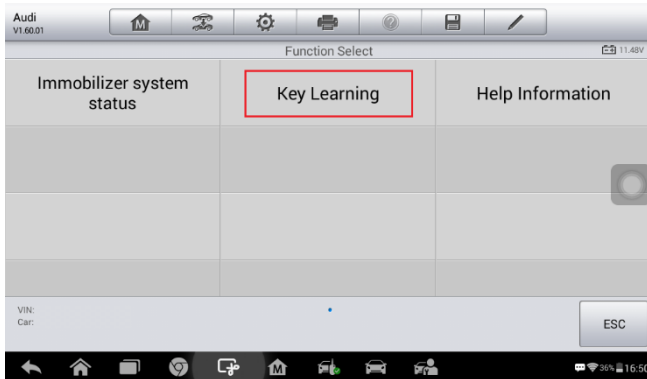 Audi
V1.60.01
Function Select
11.48V
Immobilizer system
status
Key Learning
Help Information
VIN:
Car:
ESC
36%
16:50